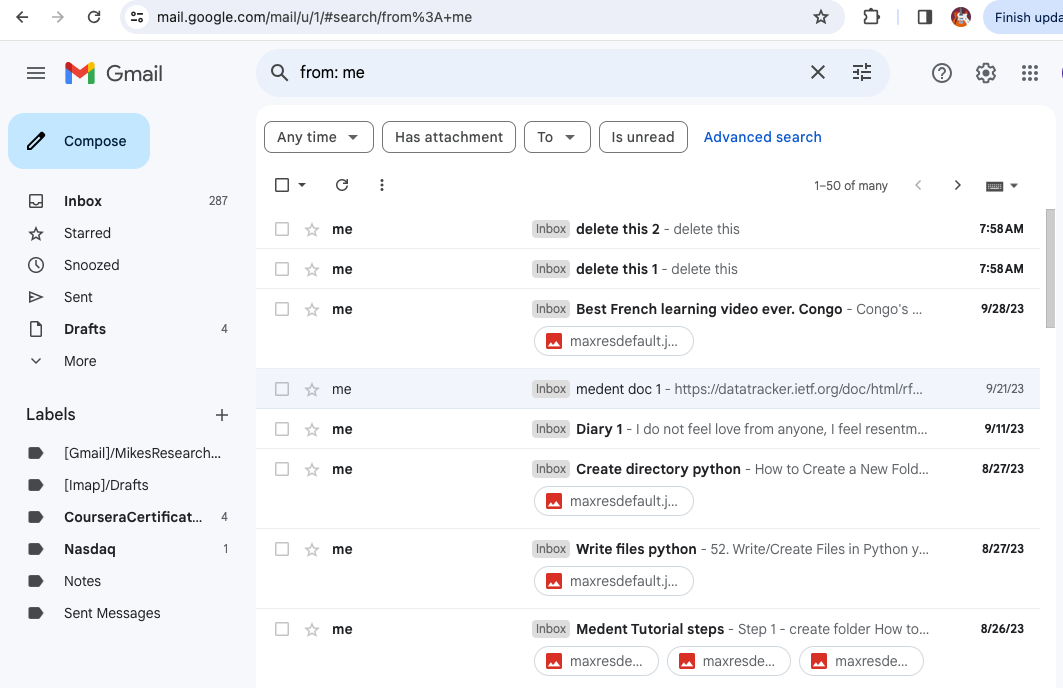 mail.google.com/mail/u/1/#search/from%3A+me
Finish upda
Gmail
from: me
Compose
Any time
Has attachment
To
Is unread
Advanced search
1–50 of many
Inbox 287
Starred
Snoozed
Sent
Drafts 4
More
Labels
[Gmail]/MikesResearch...
[Imap]/Drafts
CourseraCertificat... 4
Nasdaq 1
Notes
Sent Messages
me Inbox delete this 2 - delete this 7:58 AM
me Inbox delete this 1 - delete this 7:58 AM
me Inbox Best French learning video ever. Congo - Congo's ... 9/28/23
maxresdefault.j...
me Inbox medent doc 1 - https://datatracker.ietf.org/doc/html/rf... 9/21/23
me Inbox Diary 1 - I do not feel love from anyone, I feel resentm... 9/11/23
me Inbox Create directory python - How to Create a New Fold... 8/27/23
maxresdefault.j...
me Inbox Write files python - 52. Write/Create Files in Python y... 8/27/23
maxresdefault.j...
me Inbox Medent Tutorial steps - Step 1 - create folder How to... 8/26/23
maxresde... maxresde... maxresde...